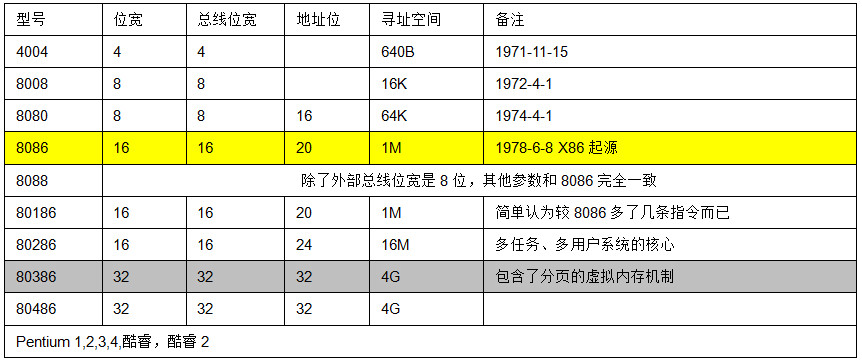 型号 位宽 总线位宽 地址位 寻址空间 备注
4004 4 4 640B 1971-11-15
8008 8 8 16K 1972-4-1
8080 8 8 16 64K 1974-4-1
8086 16 16 20 1M 1978-6-8 X86 起源
8088 除了外部总线位宽是 8 位，其他参数和 8086 完全一致
80186 16 16 20 1M 简单认为较 8086 多了几条指令而已
80286 16 16 24 16M 多任务、多用户系统的核心
80386 32 32 32 4G 包含了分页的虚拟内存机制
80486 32 32 32 4G
Pentium 1,2,3,4,酷睿，酷睿 2